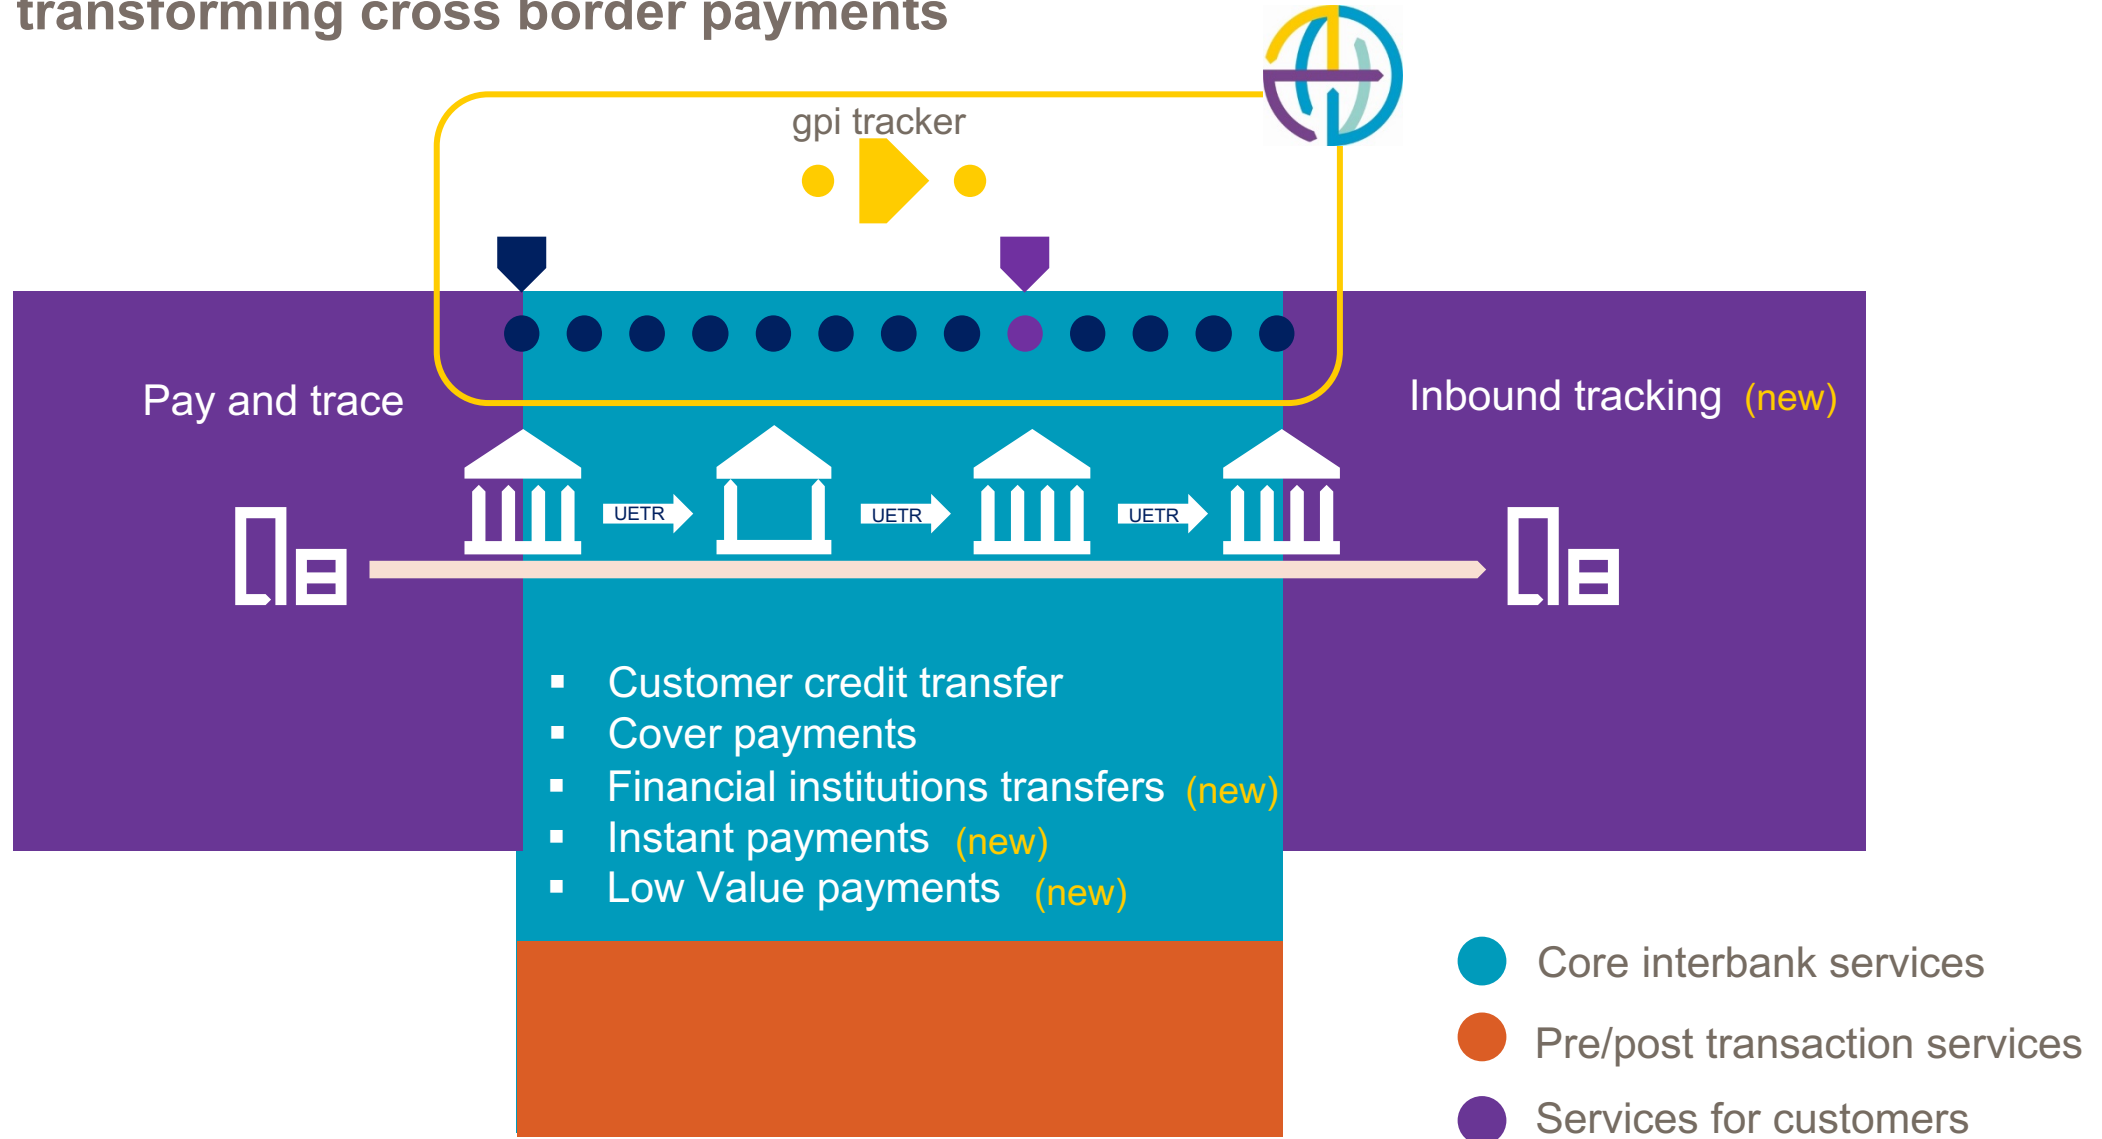 transforming cross border payments
gpi tracker
Pay and trace
Inbound tracking (new)
UETR
UETR
UETR
▪ Customer credit transfer
▪ Cover payments
▪ Financial institutions transfers (new)
▪ Instant payments (new)
▪ Low Value payments (new)
Core interbank services
Pre/post transaction services
Services for customers